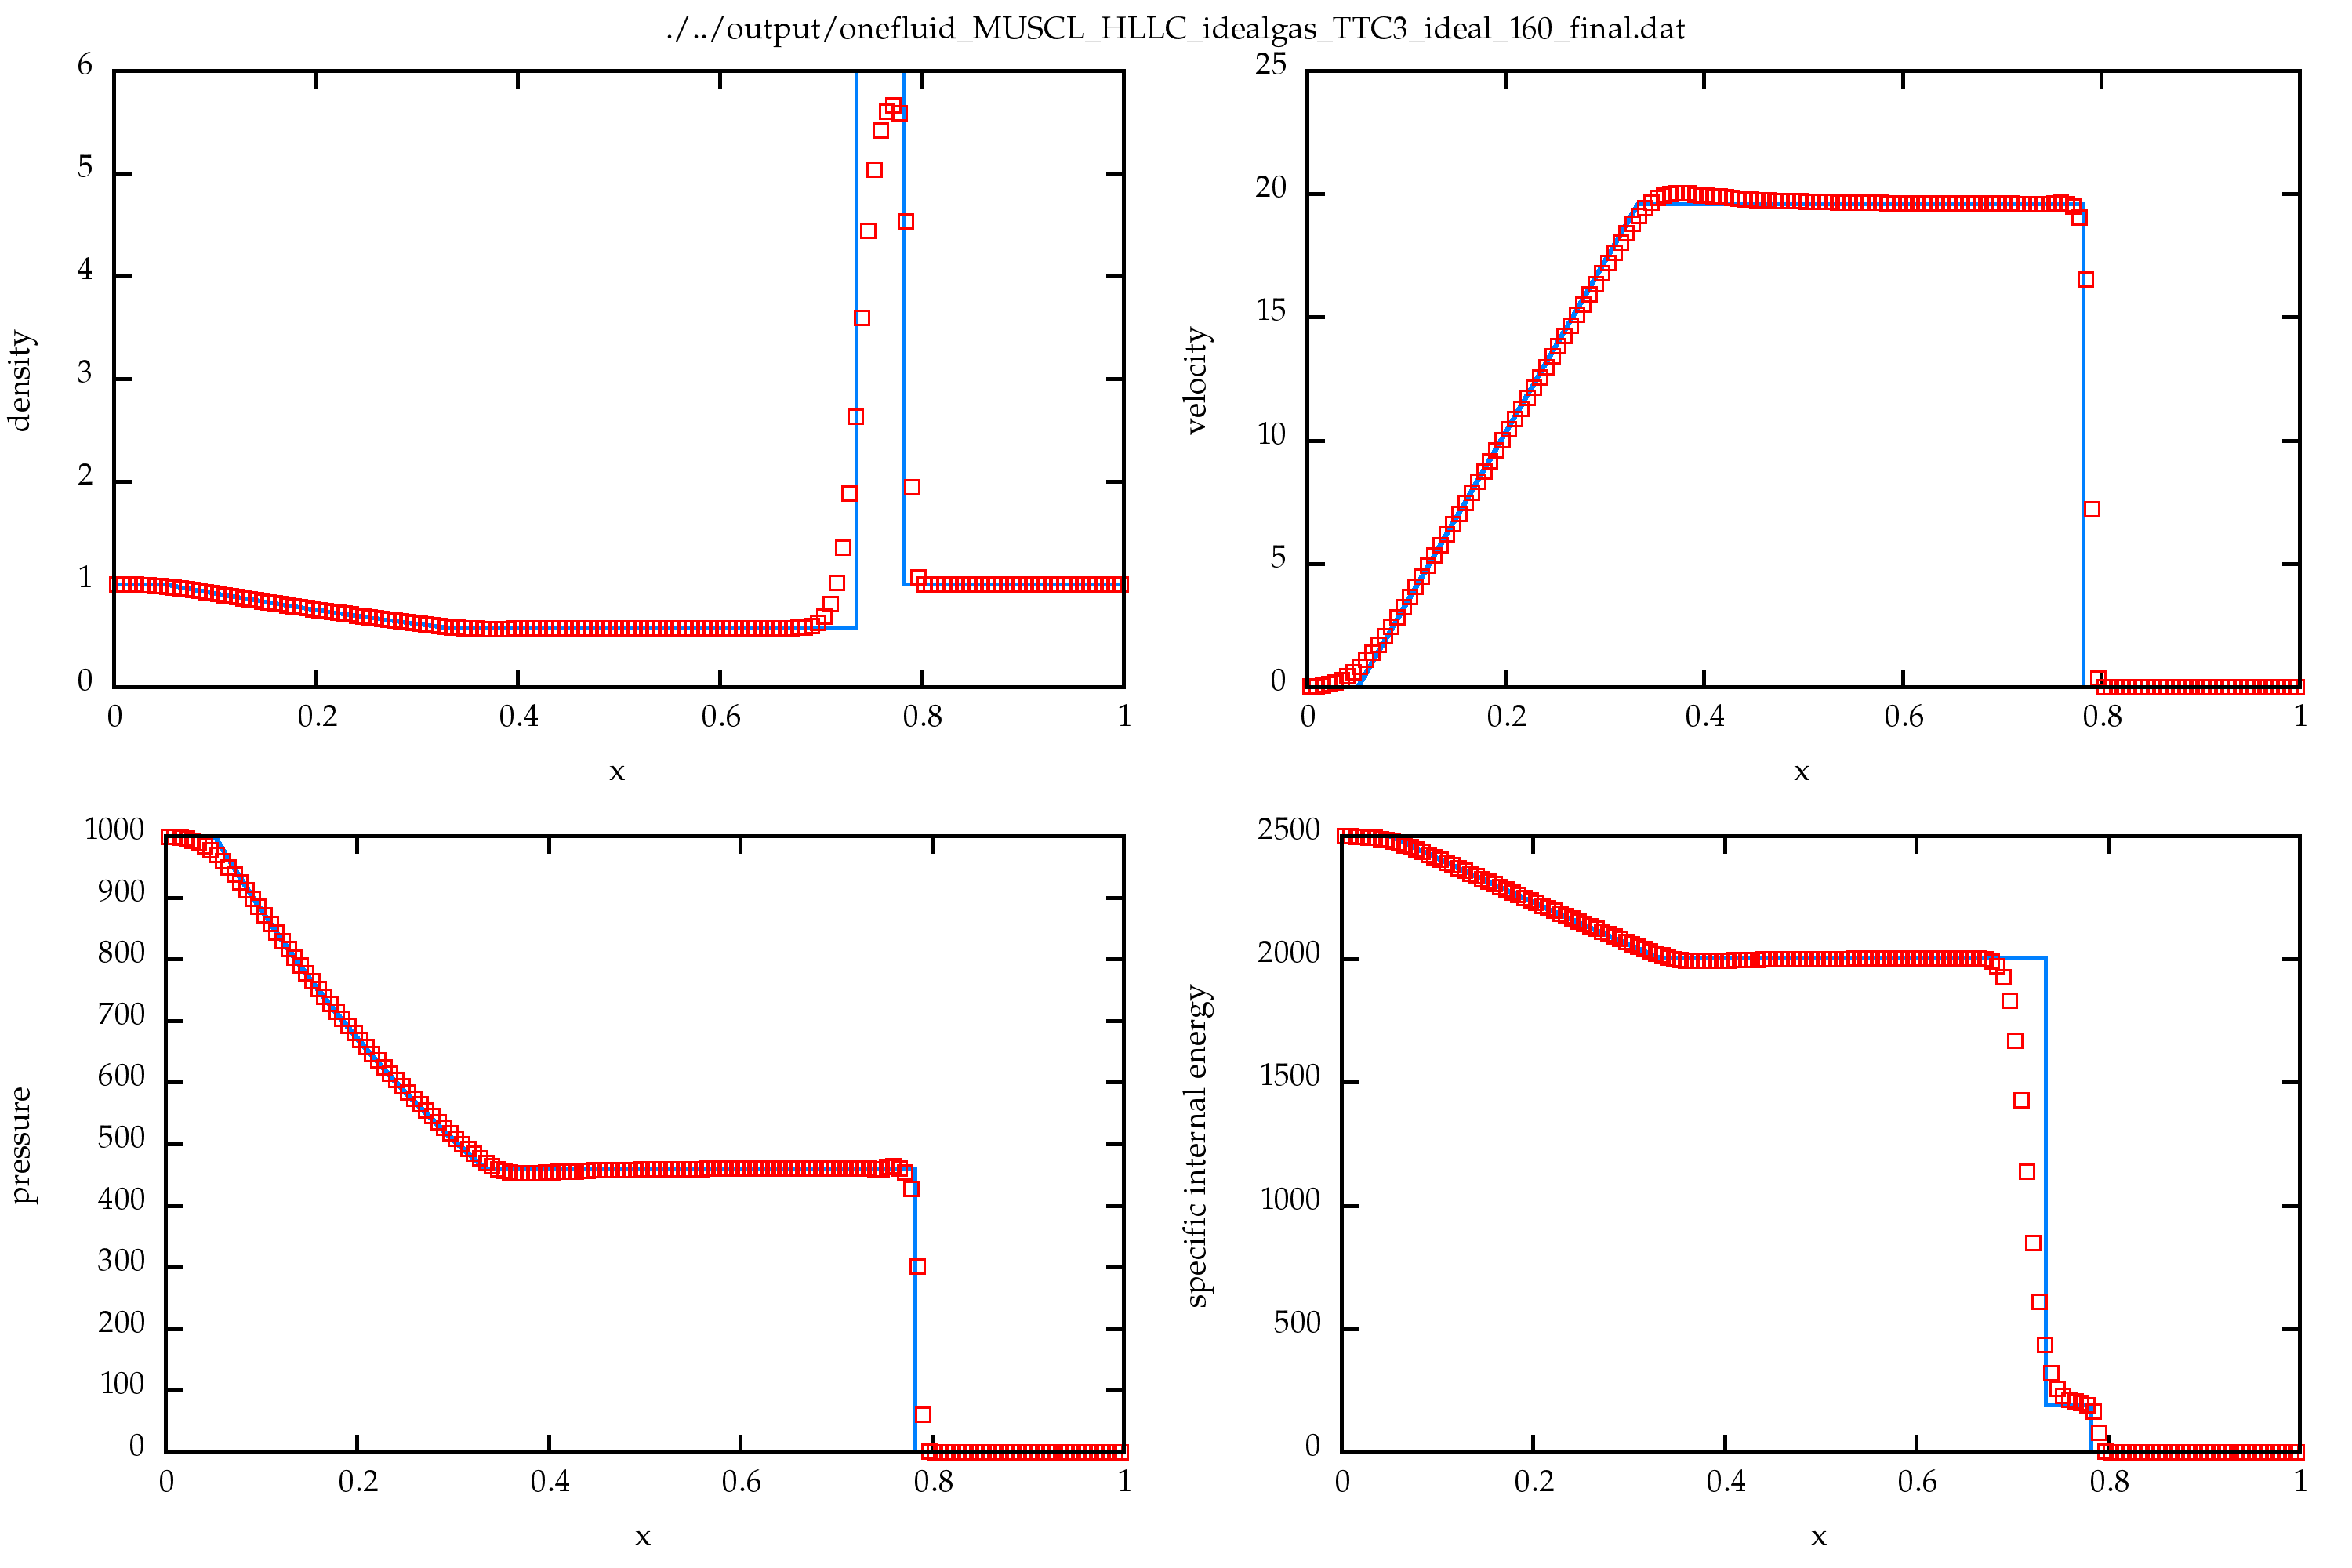 ./../output/onefluid_MUSCL_HLLC_idealgas_TTC3_ideal_160_final.dat
6
5
4
3
2
1
0
density
0 0.2 0.4 0.6 0.8 1
x
25
20
15
10
5
0
velocity
0 0.2 0.4 0.6 0.8 1
x
1000
900
800
700
600
500
400
300
200
100
0
pressure
0 0.2 0.4 0.6 0.8 1
x
2500
2000
1500
1000
500
0
specific internal energy
0 0.2 0.4 0.6 0.8 1
x